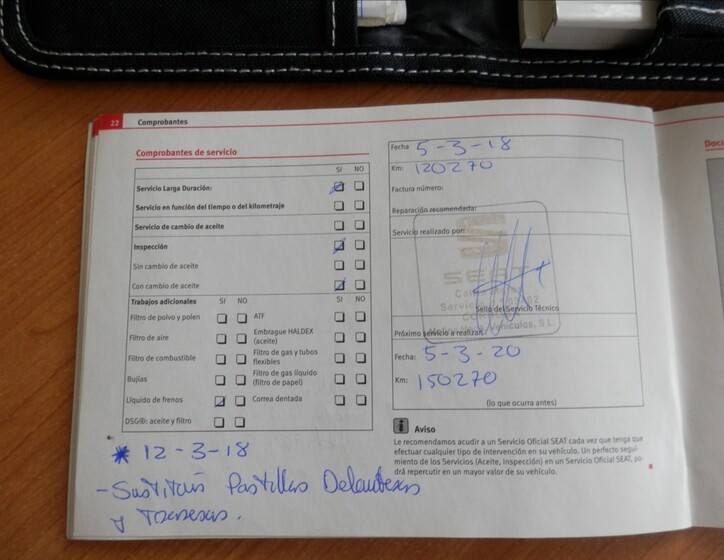 22 Comprobantes
Comprobantes de servicio
SI NO
Servicio Larga Duración:
Servicio en función del tiempo o del kilometraje
Servicio de cambio de aceite
Inspección
Sin cambio de aceite
Con cambio de aceite
Trabajos adicionales SI NO SI NO
Filtro de polvo y polen ATF
Filtro de aire Embrague HALDEX
(aceite)
Filtro de combustible Filtro de gas y tubos
flexibles
Bujías Filtro de gas líquido
(filtro de papel)
Líquido de frenos Correa dentada
DSG®: aceite y filtro
* 12-3-18
- Sustituir Pastillas Delanteras
y Traseras.
Fecha 5-3-18
Km: 120270
Factura número:
Reparación recomendada:
Servicio realizado por:
SEAT
Sello del Servicio Técnico
Próximo servicio a realizar:
Fecha: 5-3-20
Km: 150270
(lo que ocurra antes)
i Aviso
Le recomendamos acudir a un Servicio Oficial SEAT cada vez que tenga que
efectuar cualquier tipo de intervención en su vehículo. Un perfecto segui-
miento de los Servicios (Aceite, Inspección) en un Servicio Oficial SEAT, po-
drá repercutir en un mayor valor de su vehículo.